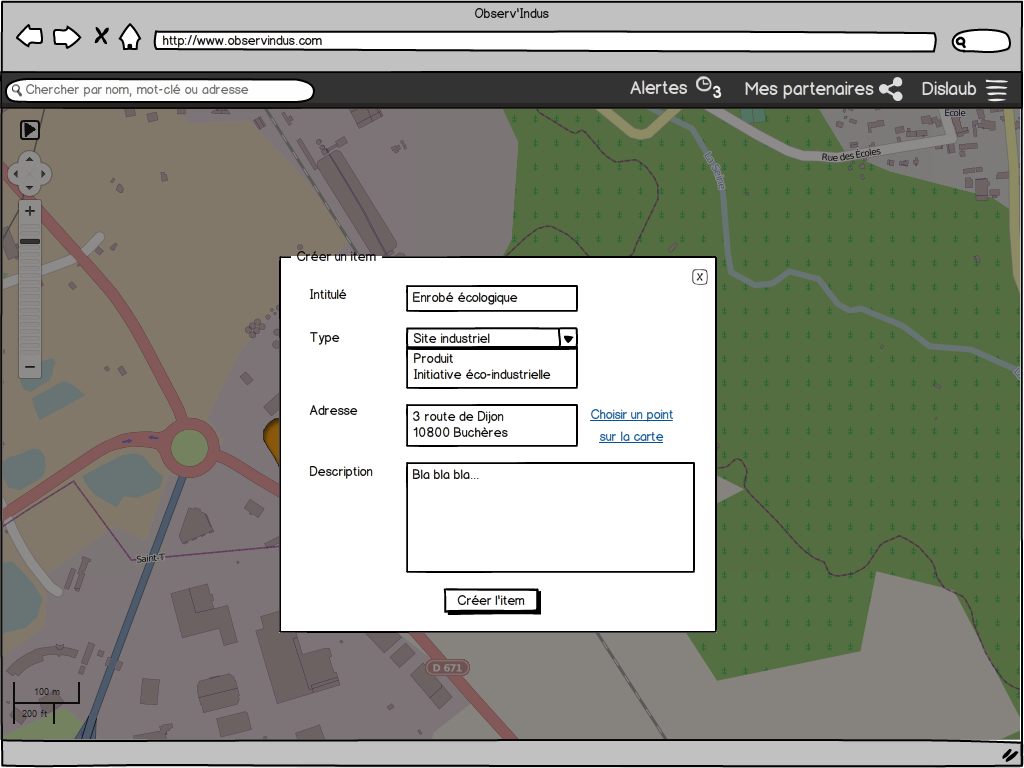 Observ'Indus
http://www.observindus.com
Chercher par nom, mot-clé ou adresse
Alertes 3
Mes partenaires
Dislaub
Ecole
Rue des Ecoles
La Seine
+
−
Créer un item
X
Intitulé
Enrobé écologique
Type
Site industriel
Produit
Initiative éco-industrielle
Adresse
3 route de Dijon
10800 Buchères
Choisir un point
sur la carte
Description
Bla bla bla...
Créer l'item
Saint-T
D 671
100 m
200 ft